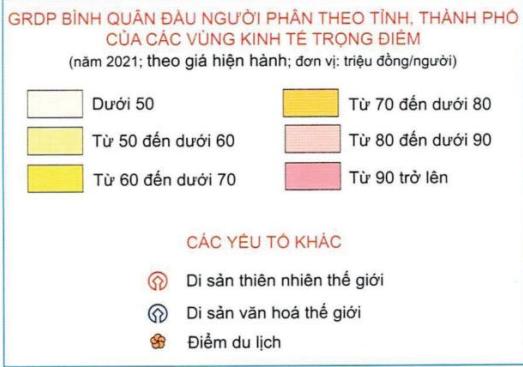 GRDP BÌNH QUÂN ĐẦU NGƯỜI PHÂN THEO TỈNH, THÀNH PHỐ
CỦA CÁC VÙNG KINH TẾ TRỌNG ĐIỂM
(năm 2021; theo giá hiện hành; đơn vị: triệu đồng/người)
Dưới 50
Từ 50 đến dưới 60
Từ 60 đến dưới 70
Từ 70 đến dưới 80
Từ 80 đến dưới 90
Từ 90 trở lên
CÁC YẾU TỐ KHÁC
Di sản thiên nhiên thế giới
Di sản văn hoá thế giới
Điểm du lịch